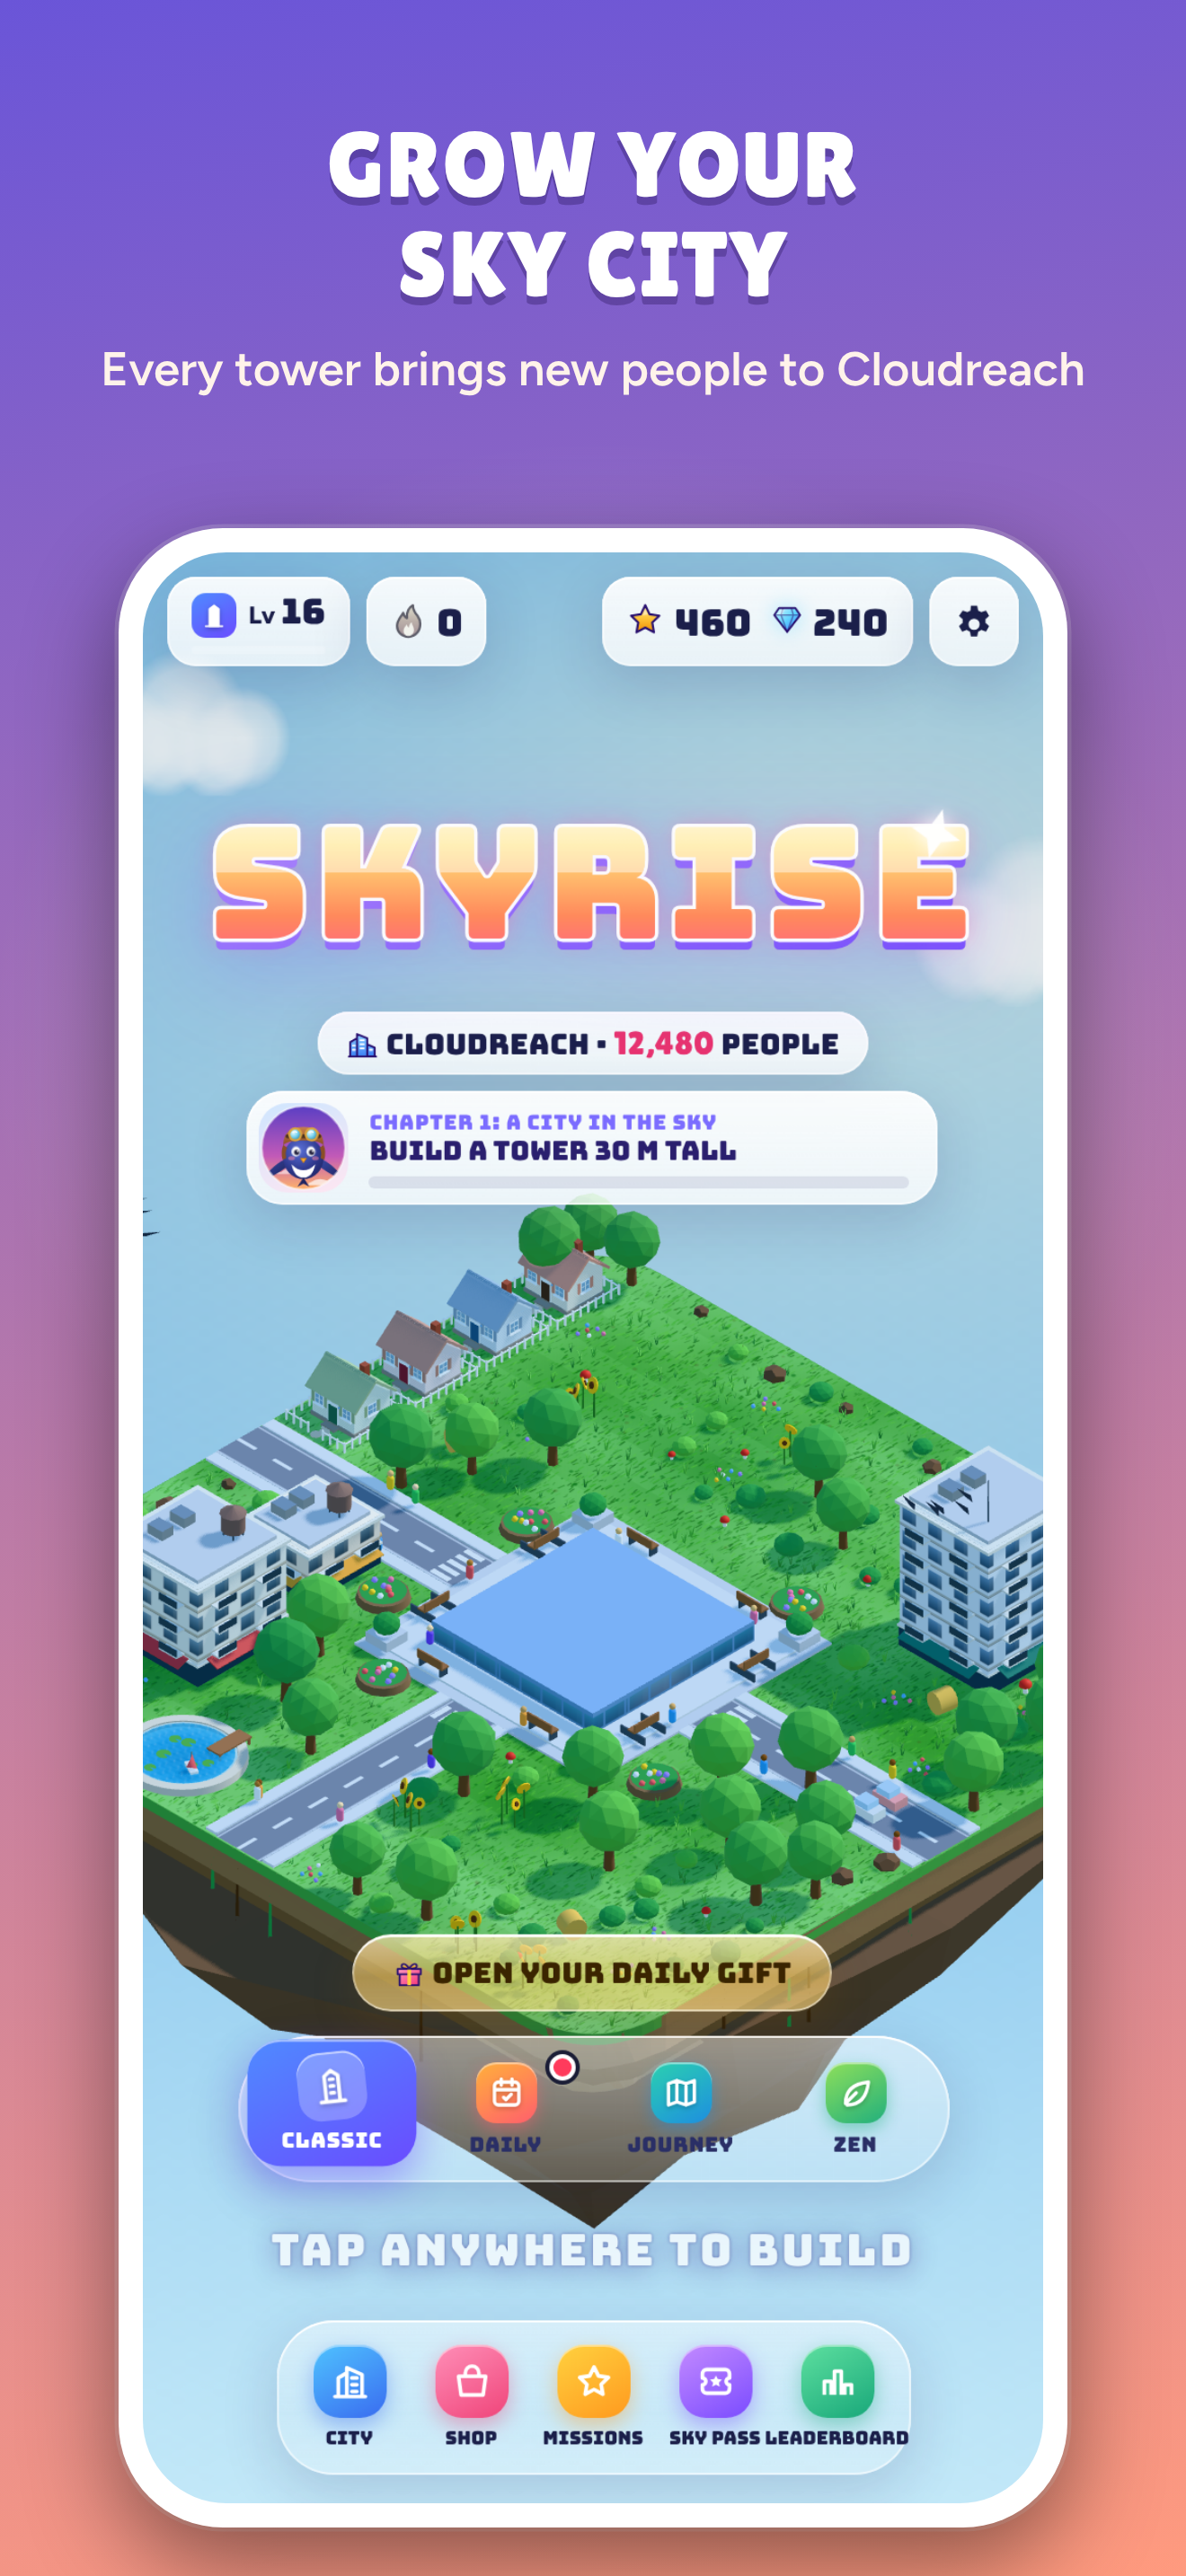 GROW YOUR
SKY CITY
Every tower brings new people to Cloudreach
Lv 16
0
460
240
SKYRISE
CLOUDREACH · 12,480 PEOPLE
CHAPTER 1: A CITY IN THE SKY
BUILD A TOWER 30 M TALL
OPEN YOUR DAILY GIFT
CLASSIC
DAILY
JOURNEY
ZEN
TAP ANYWHERE TO BUILD
CITY
SHOP
MISSIONS
SKY PASS
LEADERBOARD